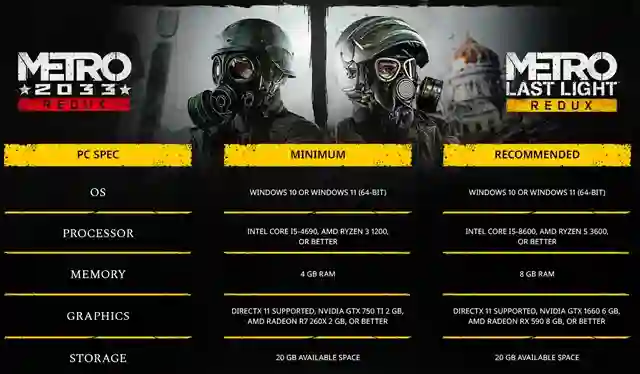 METRO
2033
REDUX
METRO
LAST LIGHT
REDUX
PC SPEC
MINIMUM
RECOMMENDED
OS
WINDOWS 10 OR WINDOWS 11 (64-BIT)
WINDOWS 10 OR WINDOWS 11 (64-BIT)
PROCESSOR
INTEL CORE I5-4690, AMD RYZEN 3 1200,
OR BETTER
INTEL CORE I5-8600, AMD RYZEN 5 3600,
OR BETTER
MEMORY
4 GB RAM
8 GB RAM
GRAPHICS
DIRECTX 11 SUPPORTED, NVIDIA GTX 750 TI 2 GB,
AMD RADEON R7 260X 2 GB, OR BETTER
DIRECTX 11 SUPPORTED, NVIDIA GTX 1660 6 GB,
AMD RADEON RX 590 8 GB, OR BETTER
STORAGE
20 GB AVAILABLE SPACE
20 GB AVAILABLE SPACE